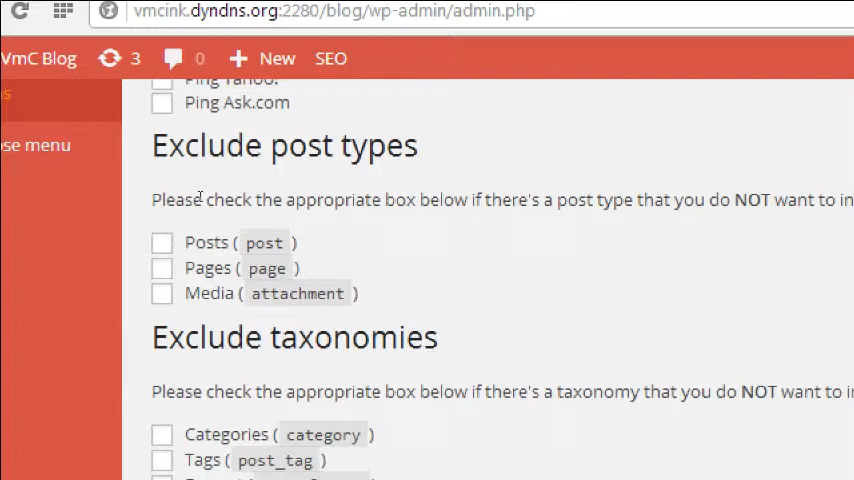 vmcink.dyndns.org:2280/blog/wp-admin/admin.php
VmC Blog 3 0 New SEO
Ping Yahoo!
Ping Ask.com
ose menu
Exclude post types
Please check the appropriate box below if there's a post type that you do NOT want to in
Posts ( post )
Pages ( page )
Media ( attachment )
Exclude taxonomies
Please check the appropriate box below if there's a taxonomy that you do NOT want to in
Categories ( category )
Tags ( post_tag )